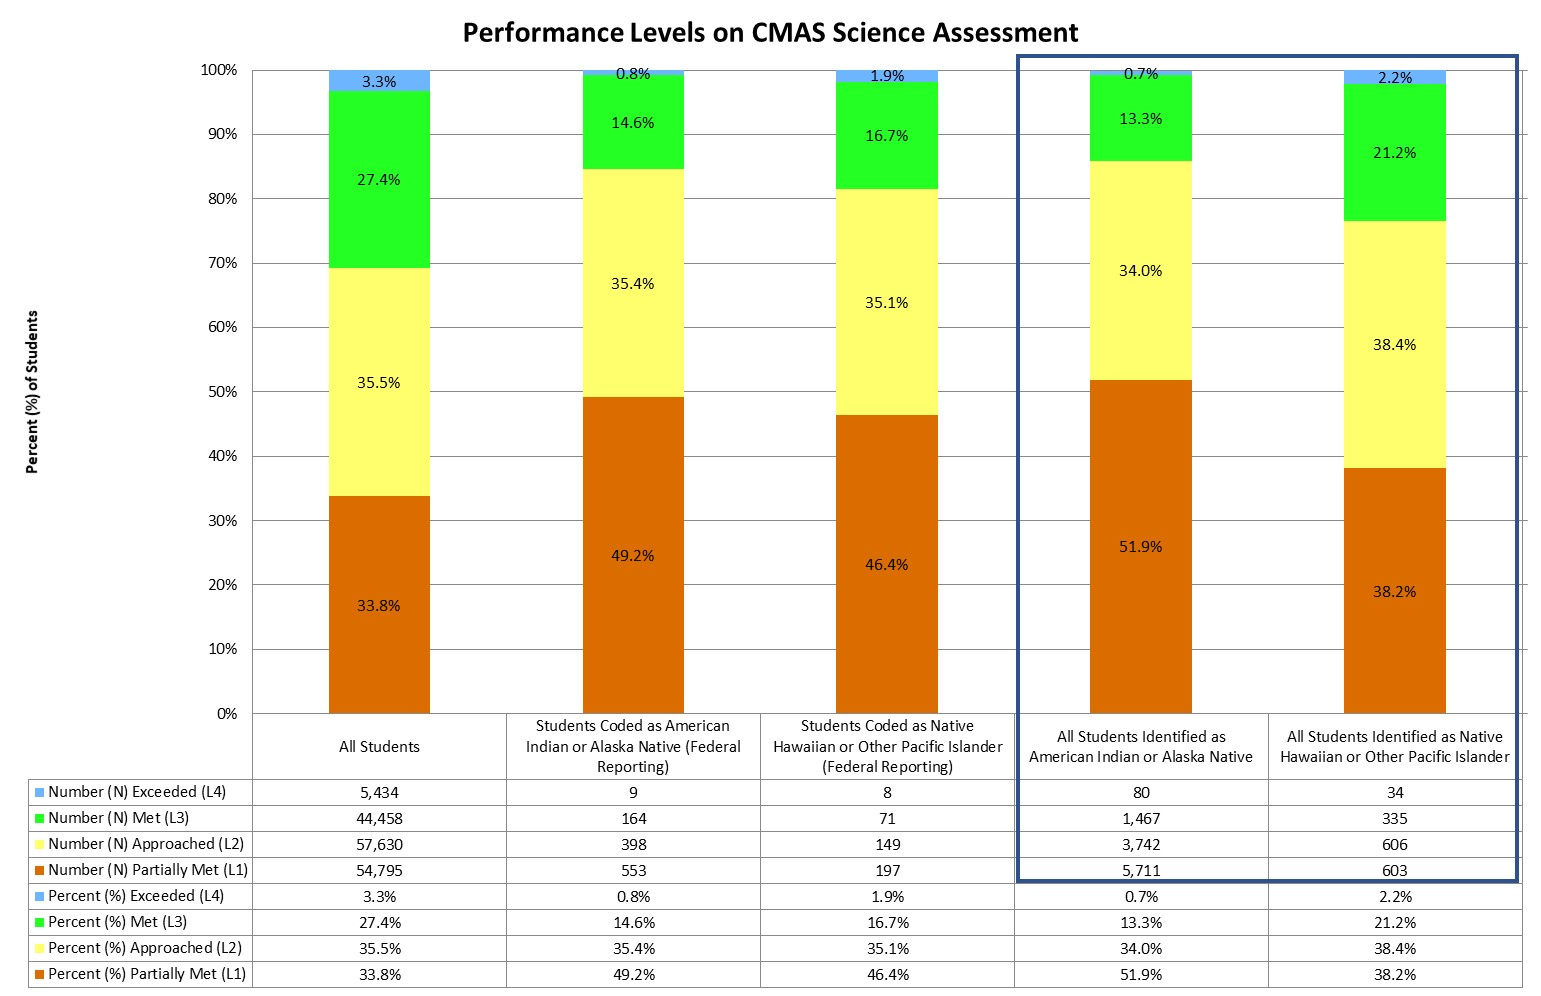 Performance Levels on CMAS Science Assessment
100%
90%
80%
70%
60%
50%
40%
30%
20%
10%
0%
Percent (%) of Students
3.3%
27.4%
35.5%
33.8%
0.8%
14.6%
35.4%
49.2%
1.9%
16.7%
35.1%
46.4%
0.7%
13.3%
34.0%
51.9%
2.2%
21.2%
38.4%
38.2%
All Students
Students Coded as American
Indian or Alaska Native (Federal
Reporting)
Students Coded as Native
Hawaiian or Other Pacific Islander
(Federal Reporting)
All Students Identified as
American Indian or Alaska Native
All Students Identified as Native
Hawaiian or Other Pacific Islander
Number (N) Exceeded (L4) 5,434 9 8 80 34
Number (N) Met (L3) 44,458 164 71 1,467 335
Number (N) Approached (L2) 57,630 398 149 3,742 606
Number (N) Partially Met (L1) 54,795 553 197 5,711 603
Percent (%) Exceeded (L4) 3.3% 0.8% 1.9% 0.7% 2.2%
Percent (%) Met (L3) 27.4% 14.6% 16.7% 13.3% 21.2%
Percent (%) Approached (L2) 35.5% 35.4% 35.1% 34.0% 38.4%
Percent (%) Partially Met (L1) 33.8% 49.2% 46.4% 51.9% 38.2%